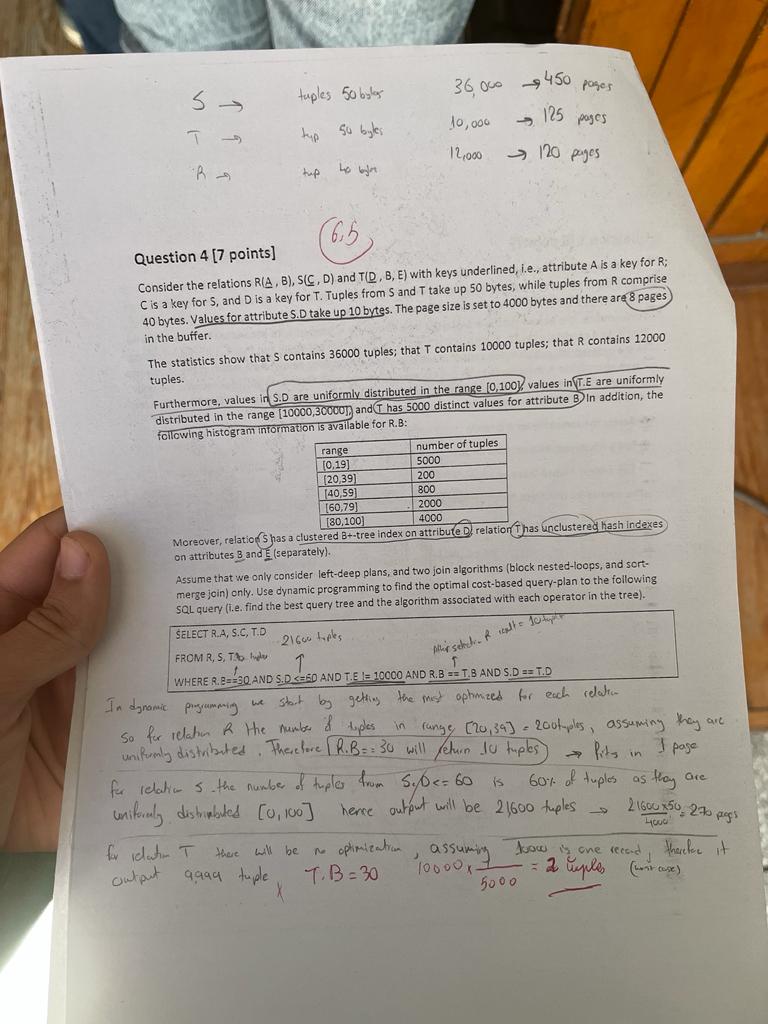 S → tuples 50 bytes 36,000 → 450 pages
T → tup 50 bytes 10,000 → 125 pages
R → tup 40 byte 12,000 → 120 pages
6,5
Question 4 [7 points]
Consider the relations R(A , B), S(C , D) and T(D , B, E) with keys underlined, i.e., attribute A is a key for R;
C is a key for S, and D is a key for T. Tuples from S and T take up 50 bytes, while tuples from R comprise
40 bytes. Values for attribute S.D take up 10 bytes. The page size is set to 4000 bytes and there are 8 pages
in the buffer.
The statistics show that S contains 36000 tuples; that T contains 10000 tuples; that R contains 12000
tuples.
Furthermore, values in S.D are uniformly distributed in the range [0,100], values in T.E are uniformly
distributed in the range [10000,30000], and T has 5000 distinct values for attribute B. In addition, the
following histogram information is available for R.B:
range number of tuples
[0,19] 5000
[20,39] 200
[40,59] 800
[60,79] 2000
[80,100] 4000
Moreover, relation S has a clustered B+-tree index on attribute D, relation T has unclustered hash indexes
on attributes B and E (separately).
Assume that we only consider left-deep plans, and two join algorithms (block nested-loops, and sort-
merge join) only. Use dynamic programming to find the optimal cost-based query-plan to the following
SQL query (i.e. find the best query tree and the algorithm associated with each operator in the tree).
SELECT R.A, S.C, T.D
21600 tuples
after selection R result = 10 tuple
FROM R, S, T
WHERE R.B==30 AND S.D <=60 AND T.E != 10000 AND R.B == T.B AND S.D == T.D
In dynamic programming we start by getting the most optimized for each relation
so for relation R the number of tuples in range [20,39] = 200 tuples, assuming they are
uniformly distributed. Therefore R.B == 30 will return 10 tuples → fits in 1 page
for relation S the number of tuples from S.D <= 60 is 60% of tuples as they are
uniform distributed [0,100] hence output will be 21600 tuples → 21600 x 50 / 4000 = 270 pages
for relation T there will be no optimization, assuming 10000 is one record, therefore it
output 9999 tuple (worst case)
x T.B = 30 10000 x / 5000 = 2 tuples